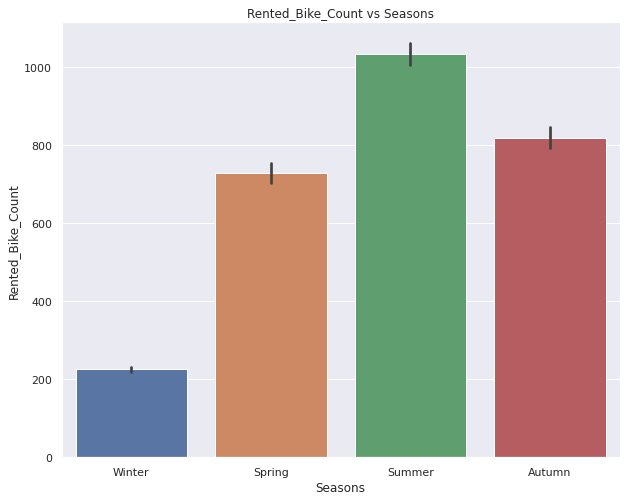 Rented_Bike_Count vs Seasons
Rented_Bike_Count
1000
800
600
400
200
0
Winter Spring Summer Autumn
Seasons